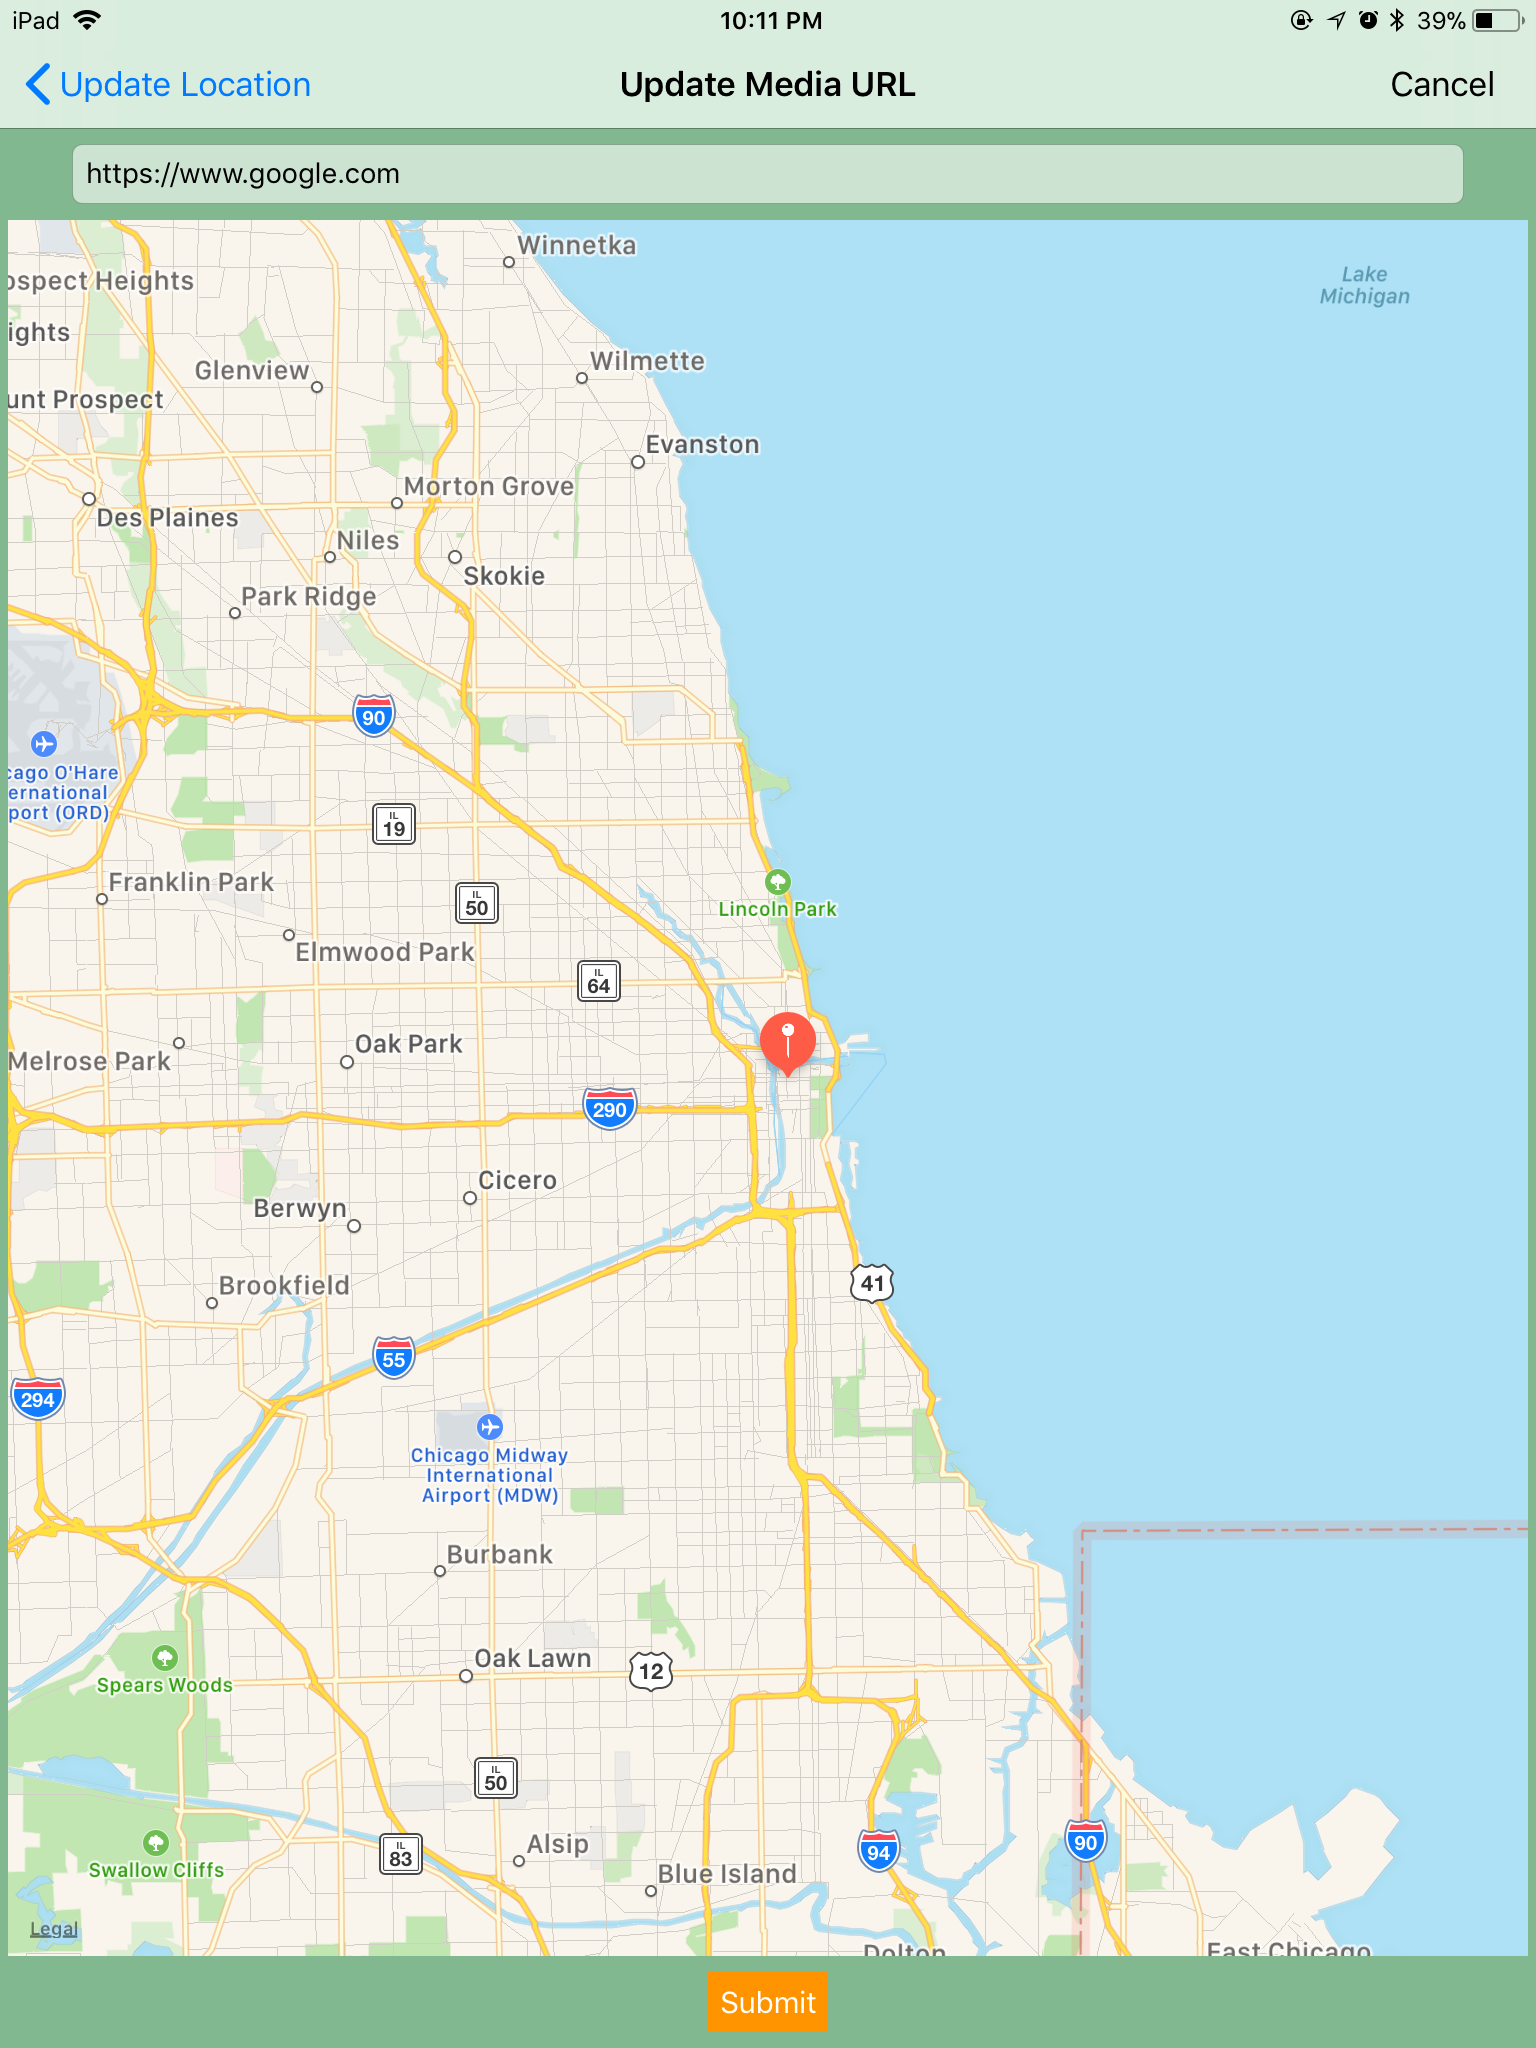 iPad
10:11 PM
39%
Update Location
Update Media URL
Cancel
https://www.google.com
Winnetka
Lake
Michigan
ospect Heights
ights
Wilmette
Glenview
unt Prospect
Evanston
Morton Grove
Des Plaines
Niles
Skokie
Park Ridge
90
cago O'Hare
ernational
port (ORD)
IL
19
Franklin Park
IL
50
Lincoln Park
Elmwood Park
IL
64
Oak Park
Melrose Park
290
Cicero
Berwyn
Brookfield
41
55
294
Chicago Midway
International
Airport (MDW)
Burbank
Oak Lawn
12
Spears Woods
IL
50
IL
83
Alsip
94
90
Swallow Cliffs
Blue Island
Legal
Dolton
East Chicago
Submit